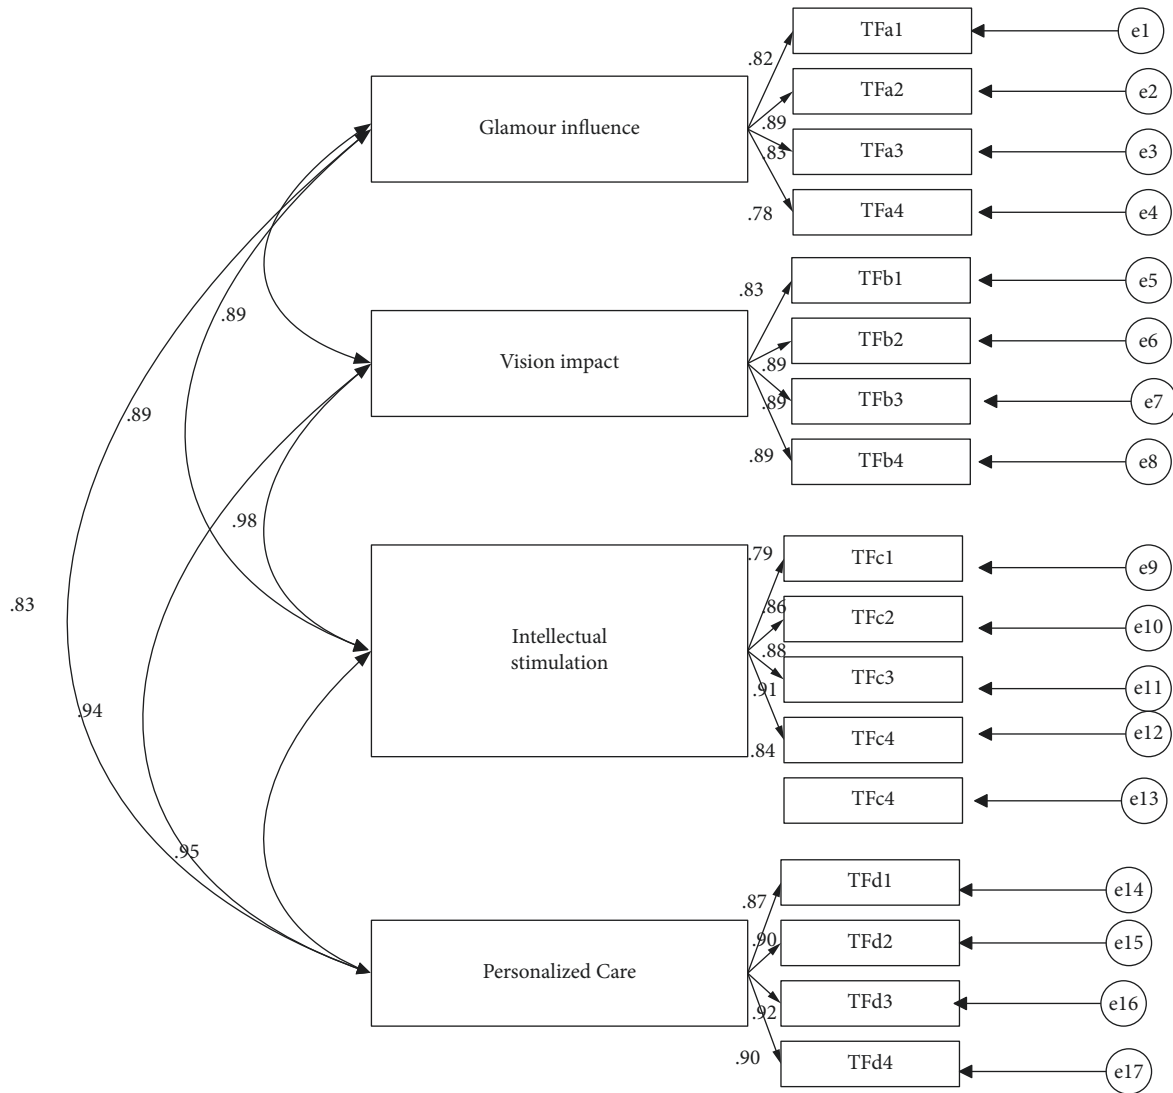 TFa1
e1
.82
TFa2
e2
Glamour influence
.89
TFa3
e3
.83
TFa4
e4
.78
TFb1
e5
.83
.89
TFb2
e6
Vision impact
.89
TFb3
e7
.89
.89
TFb4
e8
.89
.98
TFc1
e9
.79
.86
TFc2
e10
.83
Intellectual
stimulation
.88
TFc3
e11
.91
.94
TFc4
e12
.84
TFc4
e13
.95
TFd1
e14
.87
.90
TFd2
e15
Personalized Care
TFd3
e16
.92
.90
TFd4
e17